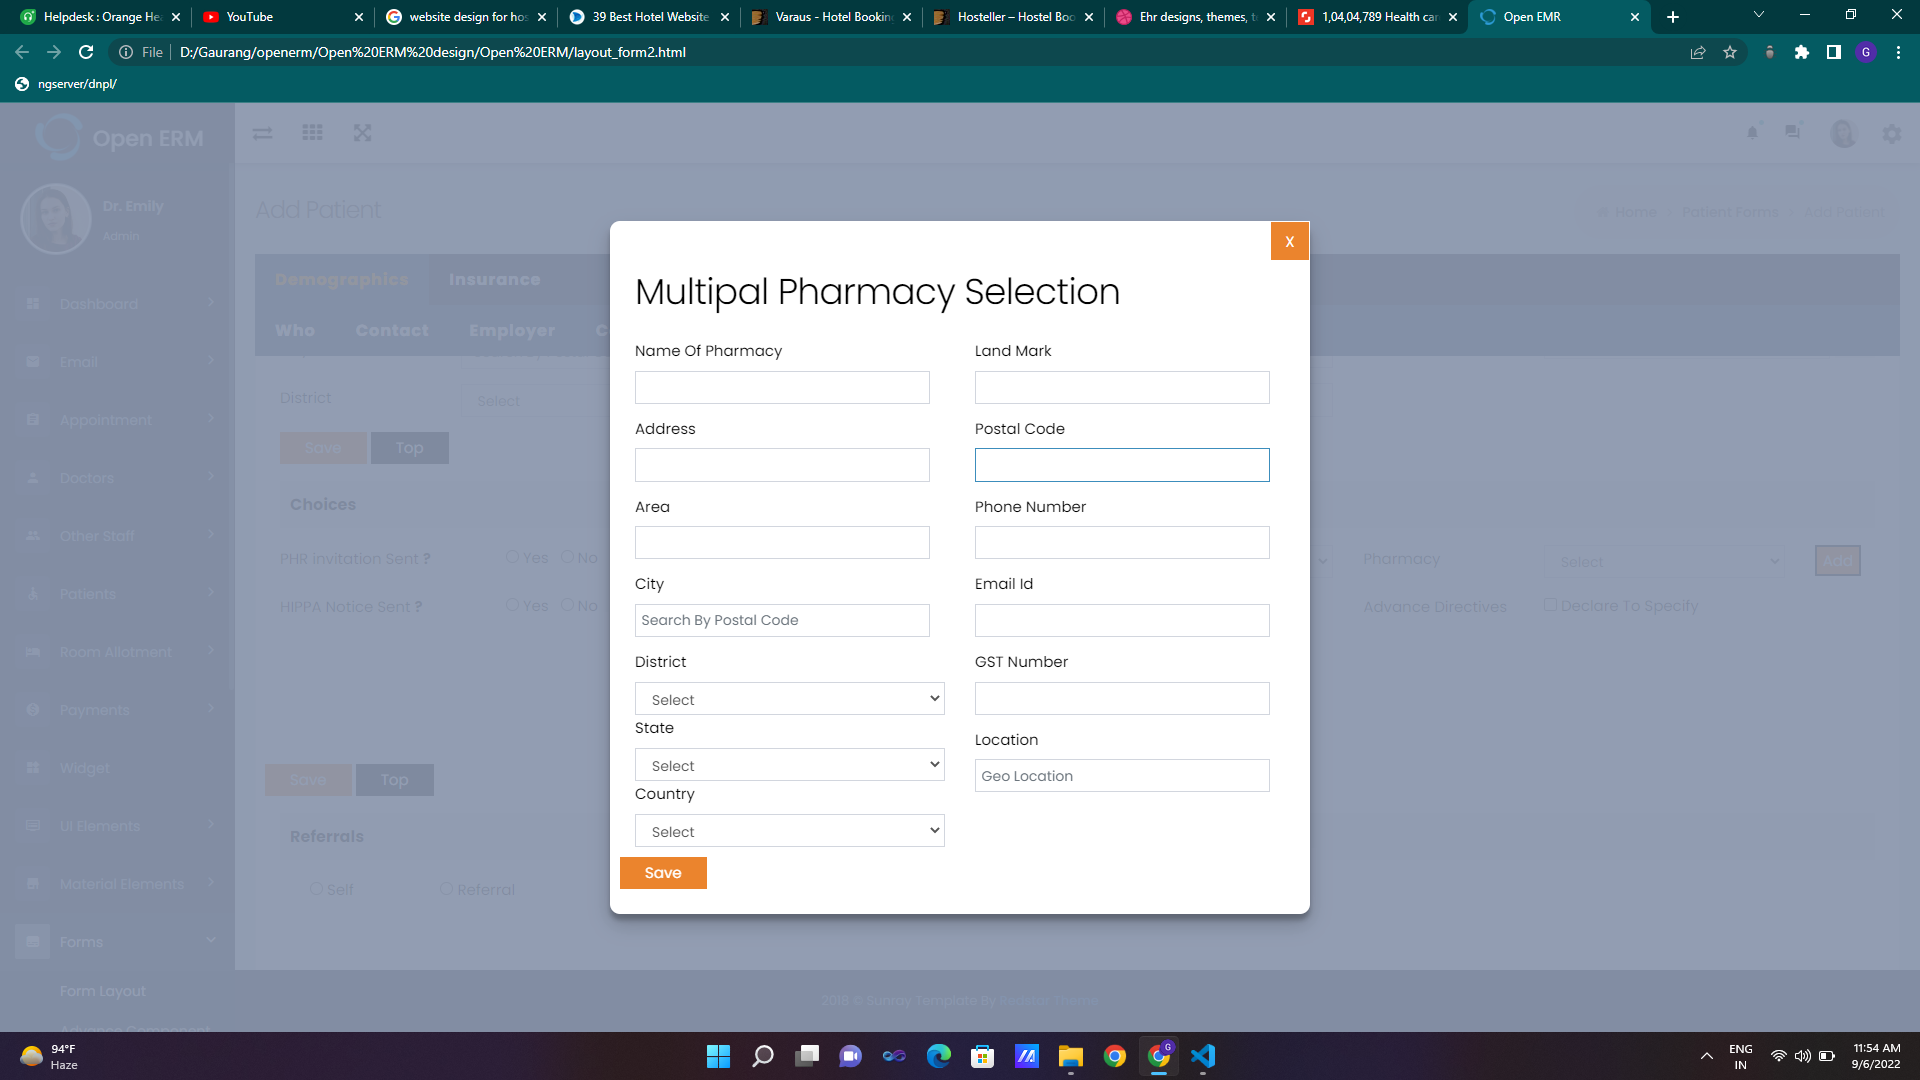 Helpdesk : Orange He
YouTube
website design for hos
39 Best Hotel Website
Varaus - Hotel Bookin
Hosteller – Hostel Boo
Ehr designs, themes, t
1,04,04,789 Health car
Open EMR
File
D:/Gaurang/openerm/Open%20ERM%20design/Open%20ERM/layout_form2.html
G
ngserver/dnpl/
Open ERM
Dr. Emily
Admin
Add Patient
Home
Patient Forms
Add Patient
Demographics
Insurance
Who
Contact
Employer
C
District
Select
Save
Top
Choices
PHR invitation Sent ?
Yes
No
Pharmacy
Select
Add
HIPPA Notice Sent ?
Yes
No
Advance Directives
Declare To Specify
Save
Top
Referrals
Self
Referral
Dashboard
Email
Appointment
Doctors
Other Staff
Patients
Room Allotment
Payments
Widget
UI Elements
Material Elements
Forms
Form Layout
Advance Component
X
Multipal Pharmacy Selection
Name Of Pharmacy
Land Mark
Address
Postal Code
Area
Phone Number
City
Email Id
Search By Postal Code
District
GST Number
Select
State
Location
Select
Geo Location
Country
Select
Save
2018 © Sunray Template By Redstar Theme
94°F
Haze
G
ENG
IN
11:54 AM
9/6/2022